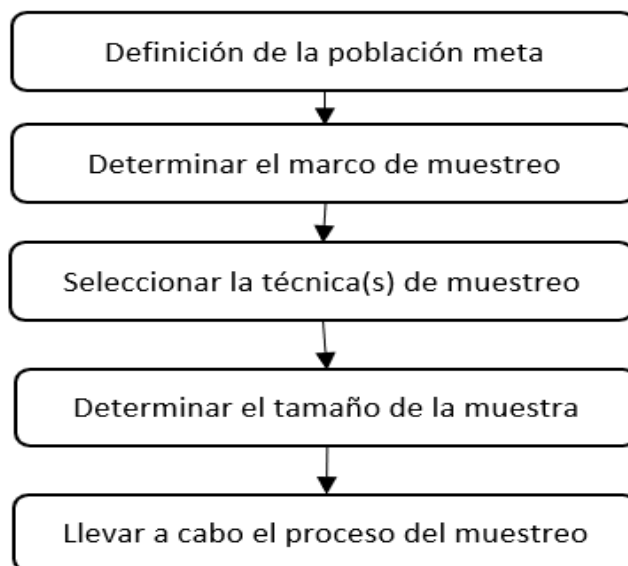 Definición de la población meta
Determinar el marco de muestreo
Seleccionar la técnica(s) de muestreo
Determinar el tamaño de la muestra
Llevar a cabo el proceso del muestreo